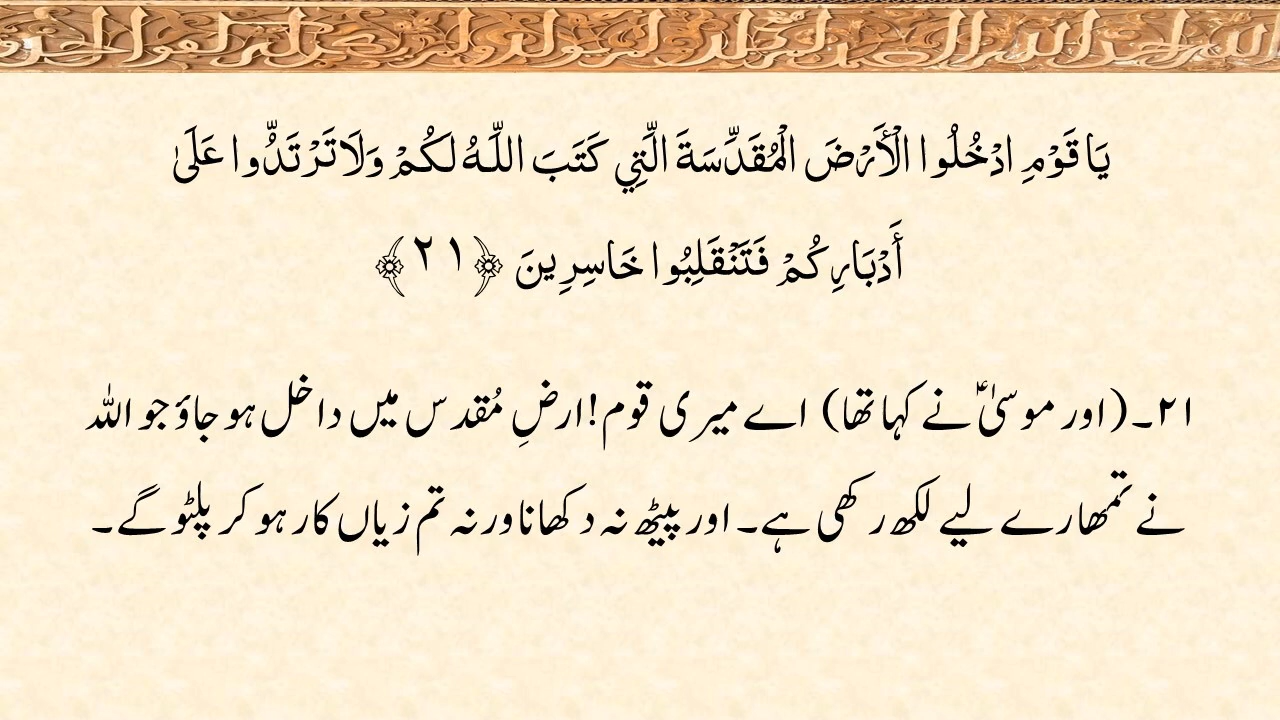 يَا قَوْمِ ادْخُلُوا الْأَرْضَ الْمُقَدَّسَةَ الَّتِي كَتَبَ اللَّـهُ لَكُمْ وَلَا تَرْتَدُّوا عَلَىٰ
أَدْبَارِكُمْ فَتَنْقَلِبُوا خَاسِرِينَ ﴿٢١﴾
٢١۔(اور موسیٰؑ نے کہا تھا) اے میری قوم!ارضِ مُقدس میں داخل ہو جاؤ جو اللہ
نے تمھارے لیے لکھ رکھی ہے۔ اور پیٹھ نہ دکھانا ورنہ تم زیاں کار ہو کر پلٹو گے۔